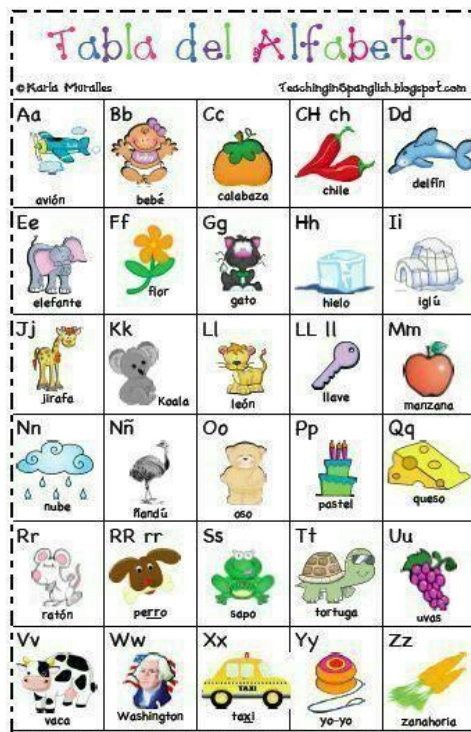 Tabla del Alfabeto
©Karla Muralles TeachinginSpanglish.blogspot.com
Aa Bb Cc CH ch Dd
avión bebé calabaza chile delfín
Ee Ff Gg Hh Ii
elefante flor gato hielo iglú
Jj Kk Ll LL ll Mm
jirafa Koala león llave manzana
Nn Ññ Oo Pp Qq
nube Ñandú oso pastel queso
Rr RR rr Ss Tt Uu
ratón perro sapo tortuga uvas
Vv Ww Xx Yy Zz
TAXI
vaca Washington taxi yo-yo zanahoria